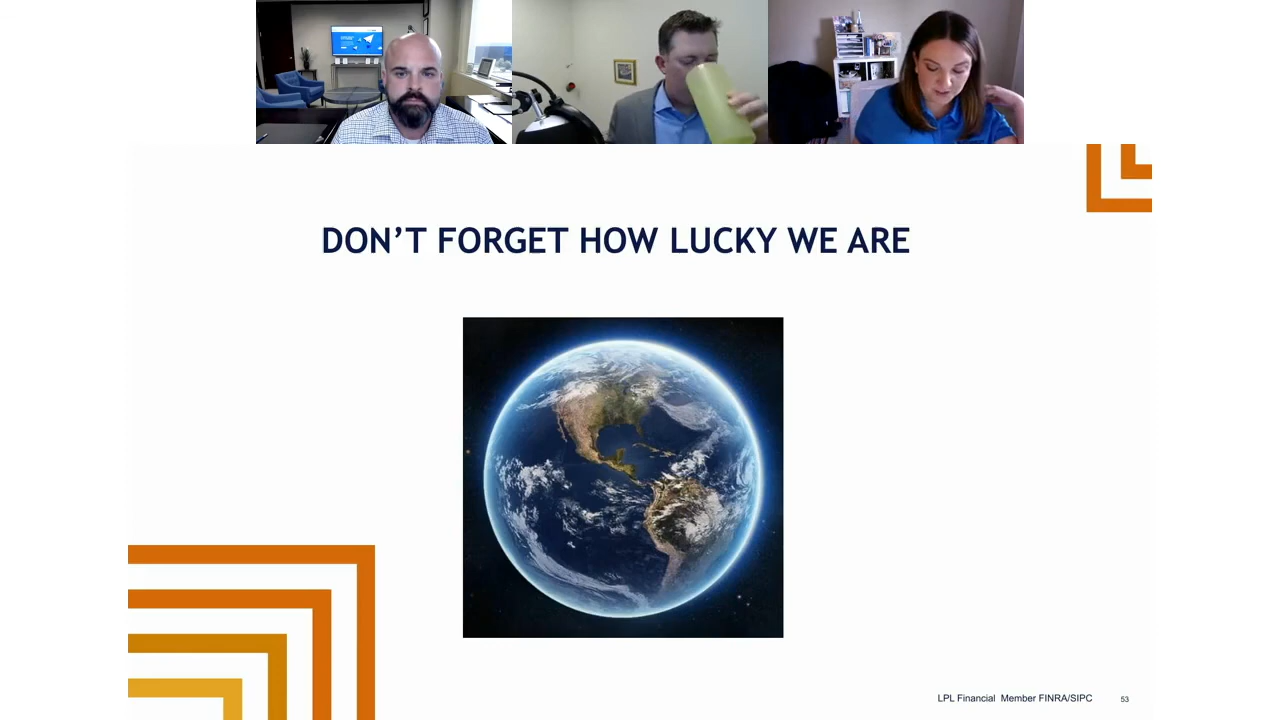 DON’T FORGET HOW LUCKY WE ARE
LPL Financial  Member FINRA/SIPC 53